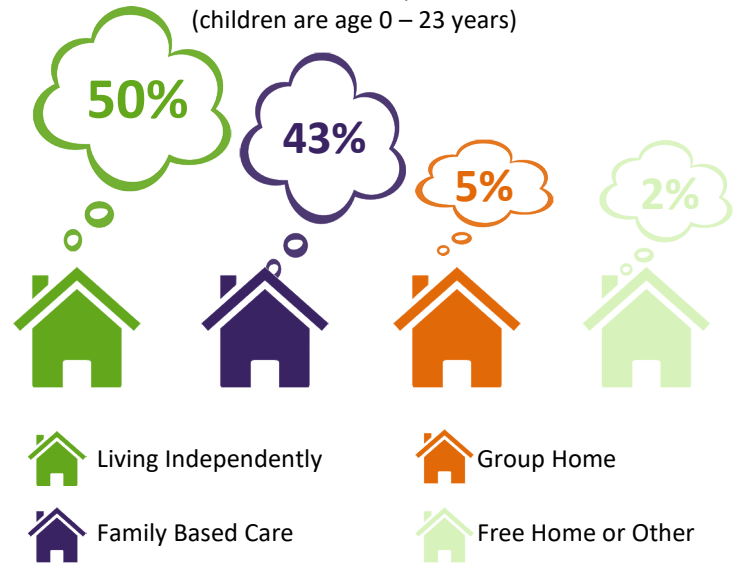 (children are age 0 – 23 years)
50%
43%
5%
2%
Living Independently
Group Home
Family Based Care
Free Home or Other